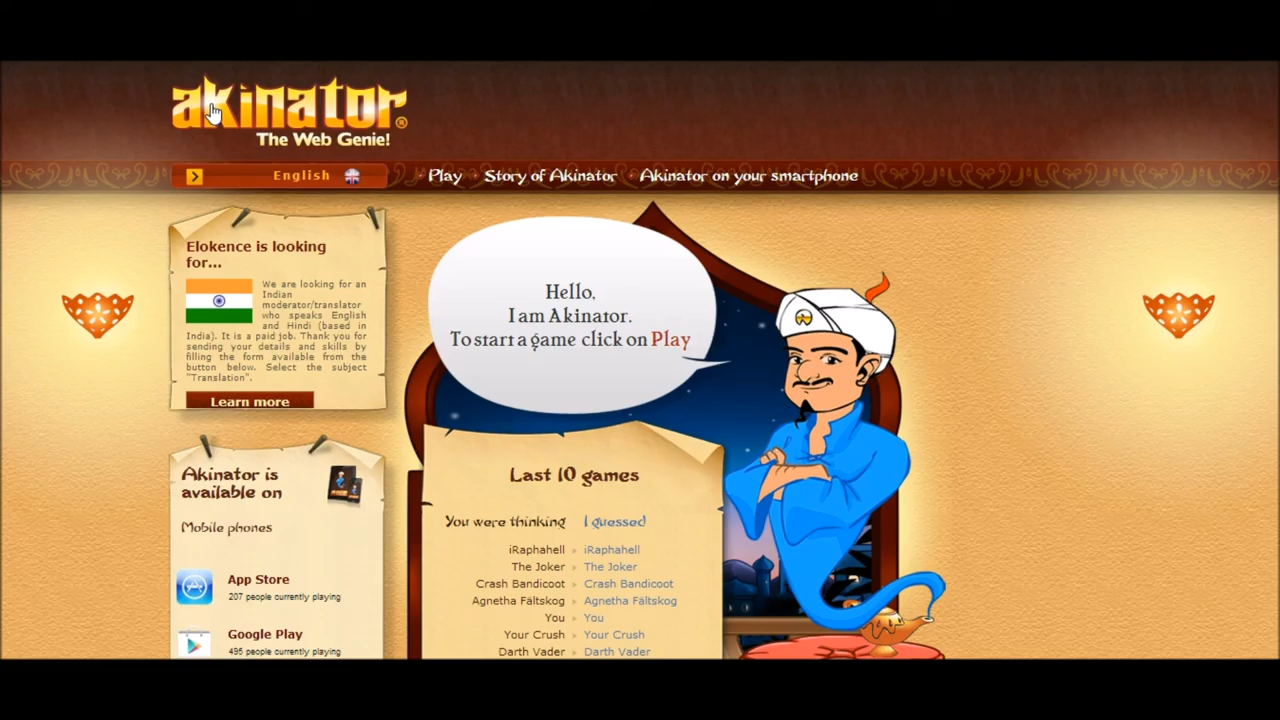 akinator®
The Web Genie!
English
Play
Story of Akinator
Akinator on your smartphone
Elokence is looking
for...
We are looking for an
Indian
moderator/translator
who speaks English
and Hindi (based in
India). It is a paid job. Thank you for
sending your details and skills by
filling the form available from the
button below. Select the subject
"Translation".
Learn more
Hello,
I am Akinator.
To start a game click on Play
Akinator is
available on
Mobile phones
App Store
207 people currently playing
Google Play
495 people currently playing
Last 10 games
You were thinking I guessed
iRaphahell iRaphahell
The Joker The Joker
Crash Bandicoot Crash Bandicoot
Agnetha Fältskog Agnetha Fältskog
You You
Your Crush Your Crush
Darth Vader Darth Vader